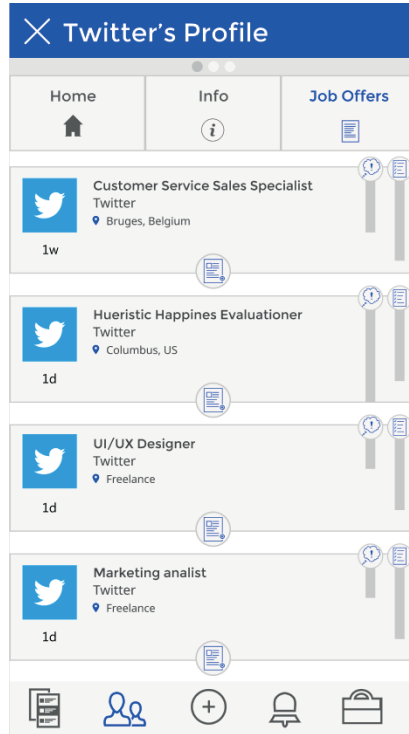 Twitter's Profile
Home
Info
Job Offers
Customer Service Sales Specialist
Twitter
Bruges, Belgium
1w
Hueristic Happines Evaluationer
Twitter
Columbus, US
1d
UI/UX Designer
Twitter
Freelance
1d
Marketing analist
Twitter
Freelance
1d